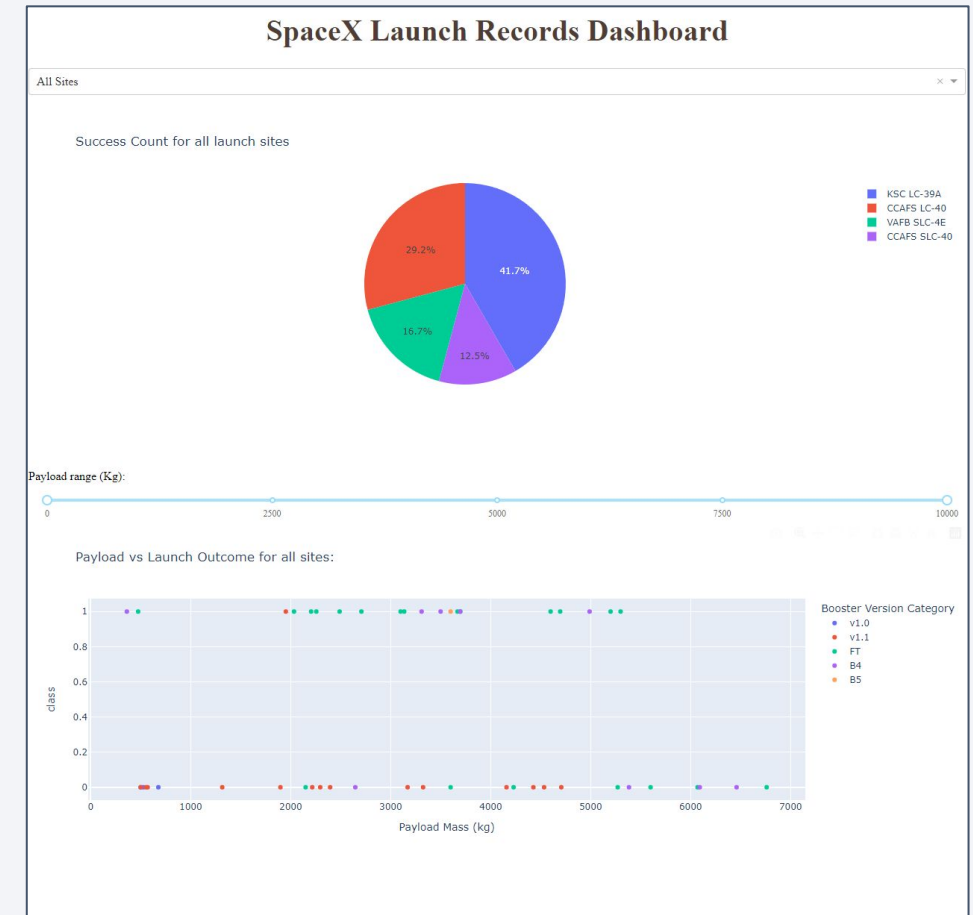 SpaceX Launch Records Dashboard
All Sites × 
Success Count for all launch sites
KSC LC-39A
CCAFS LC-40
VAFB SLC-4E
CCAFS SLC-40
29.2%
41.7%
16.7%
12.5%
Payload range (Kg):
0 2500 5000 7500 10000
Payload vs Launch Outcome for all sites:
Booster Version Category
v1.0
v1.1
FT
B4
B5
class
1
0.8
0.6
0.4
0.2
0
0 1000 2000 3000 4000 5000 6000 7000
Payload Mass (kg)